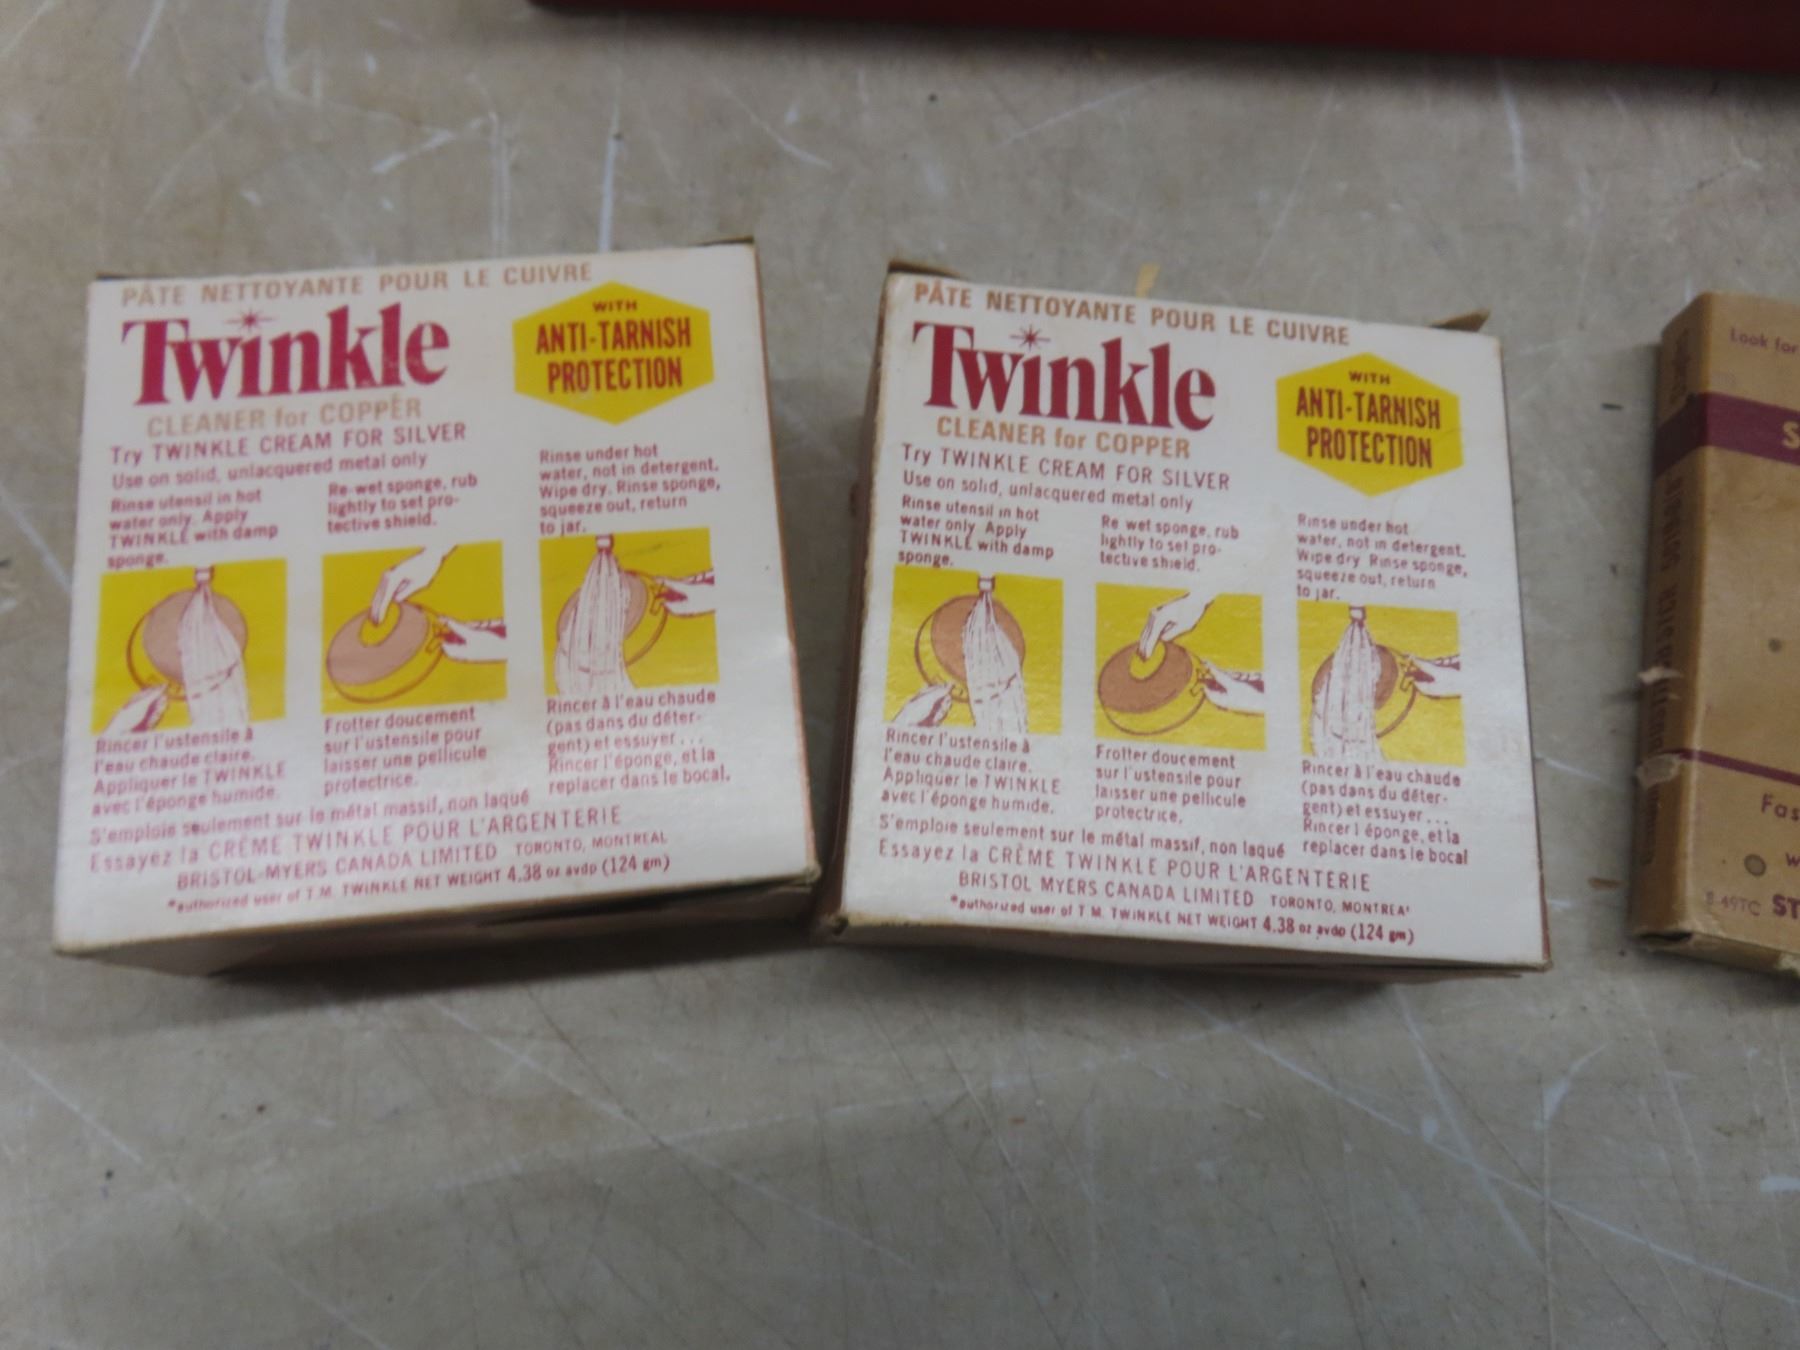 PÂTE NETTOYANTE POUR LE CUIVRE
Twinkle
CLEANER for COPPER
WITH
ANTI-TARNISH
PROTECTION
Try TWINKLE CREAM FOR SILVER
Use on solid, unlacquered metal only
Rinse utensil in hot
water only. Apply
TWINKLE with damp
sponge.
Re-wet sponge, rub
lightly to set pro-
tective shield.
Rinse under hot
water, not in detergent.
Wipe dry. Rinse sponge,
squeeze out, return
to jar.
Rincer l'ustensile à
l'eau chaude claire.
Appliquer le TWINKLE
avec l'éponge humide.
Frotter doucement
sur l'ustensile pour
laisser une pellicule
protectrice.
Rincer à l'eau chaude
(pas dans du déter-
gent) et essuyer...
Rincer l'éponge, et la
replacer dans le bocal.
S'emploie seulement sur le métal massif, non laqué
Essayez la CRÈME TWINKLE POUR L'ARGENTERIE
BRISTOL-MYERS CANADA LIMITED TORONTO, MONTREAL
*authorized user of T.M. TWINKLE NET WEIGHT 4.38 oz avdp (124 gm)
PÂTE NETTOYANTE POUR LE CUIVRE
Twinkle
CLEANER for COPPER
WITH
ANTI-TARNISH
PROTECTION
Try TWINKLE CREAM FOR SILVER
Use on solid, unlacquered metal only
Rinse utensil in hot
water only. Apply
TWINKLE with damp
sponge.
Re wet sponge, rub
lightly to set pro-
tective shield.
Rinse under hot
water, not in detergent.
Wipe dry Rinse sponge,
squeeze out, return
to jar.
Rincer l'ustensile à
l'eau chaude claire.
Appliquer le TWINKLE
avec l'éponge humide.
Frotter doucement
sur l'ustensile pour
laisser une pellicule
protectrice.
Rincer à l'eau chaude
(pas dans du déter-
gent) et essuyer...
Rincer l éponge, et la
replacer dans le bocal
S'emploie seulement sur le métal massif, non laqué
Essayez la CRÈME TWINKLE POUR L'ARGENTERIE
BRISTOL MYERS CANADA LIMITED TORONTO, MONTREA
*authorized user of T M. TWINKLE NET WEIGHT 4.38 oz avdp (124 gm)
Look for
S
Fas
w
ST